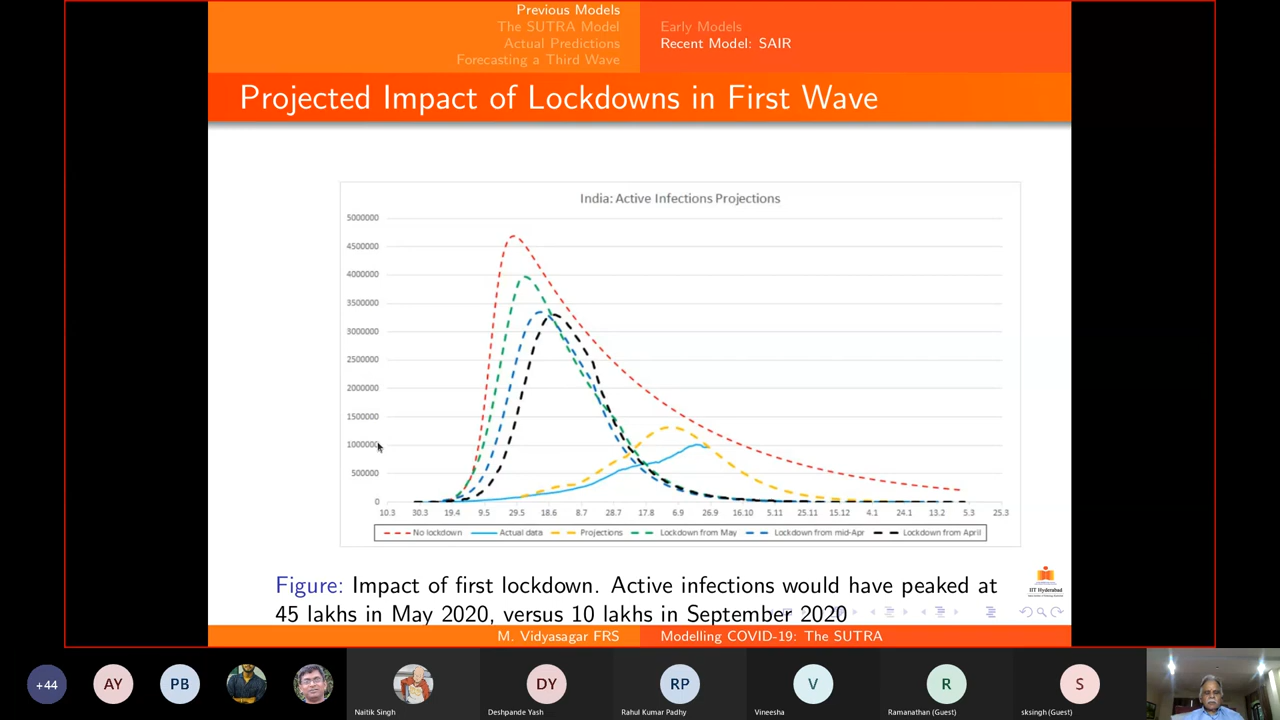 Previous Models
The SUTRA Model
Actual Predictions
Forecasting a Third Wave
Early Models
Recent Model: SAIR
Projected Impact of Lockdowns in First Wave
India: Active Infections Projections
5000000
4500000
4000000
3500000
3000000
2500000
2000000
1500000
1000000
500000
0
10.3 30.3 19.4 9.5 29.5 18.6 8.7 28.7 17.8 6.9 26.9 16.10 5.11 25.11 15.12 4.1 24.1 13.2 5.3 25.3
No lockdown Actual data Projections Lockdown from May Lockdown from mid-Apr Lockdown from April
Figure: Impact of first lockdown. Active infections would have peaked at
45 lakhs in May 2020, versus 10 lakhs in September 2020
IIT Hyderabad
M. Vidyasagar FRS Modelling COVID-19: The SUTRA
+44 AY PB DY RP V R S
Naitik Singh Deshpande Yash Rahul Kumar Padhy Vineesha Ramanathan (Guest) sksingh (Guest)